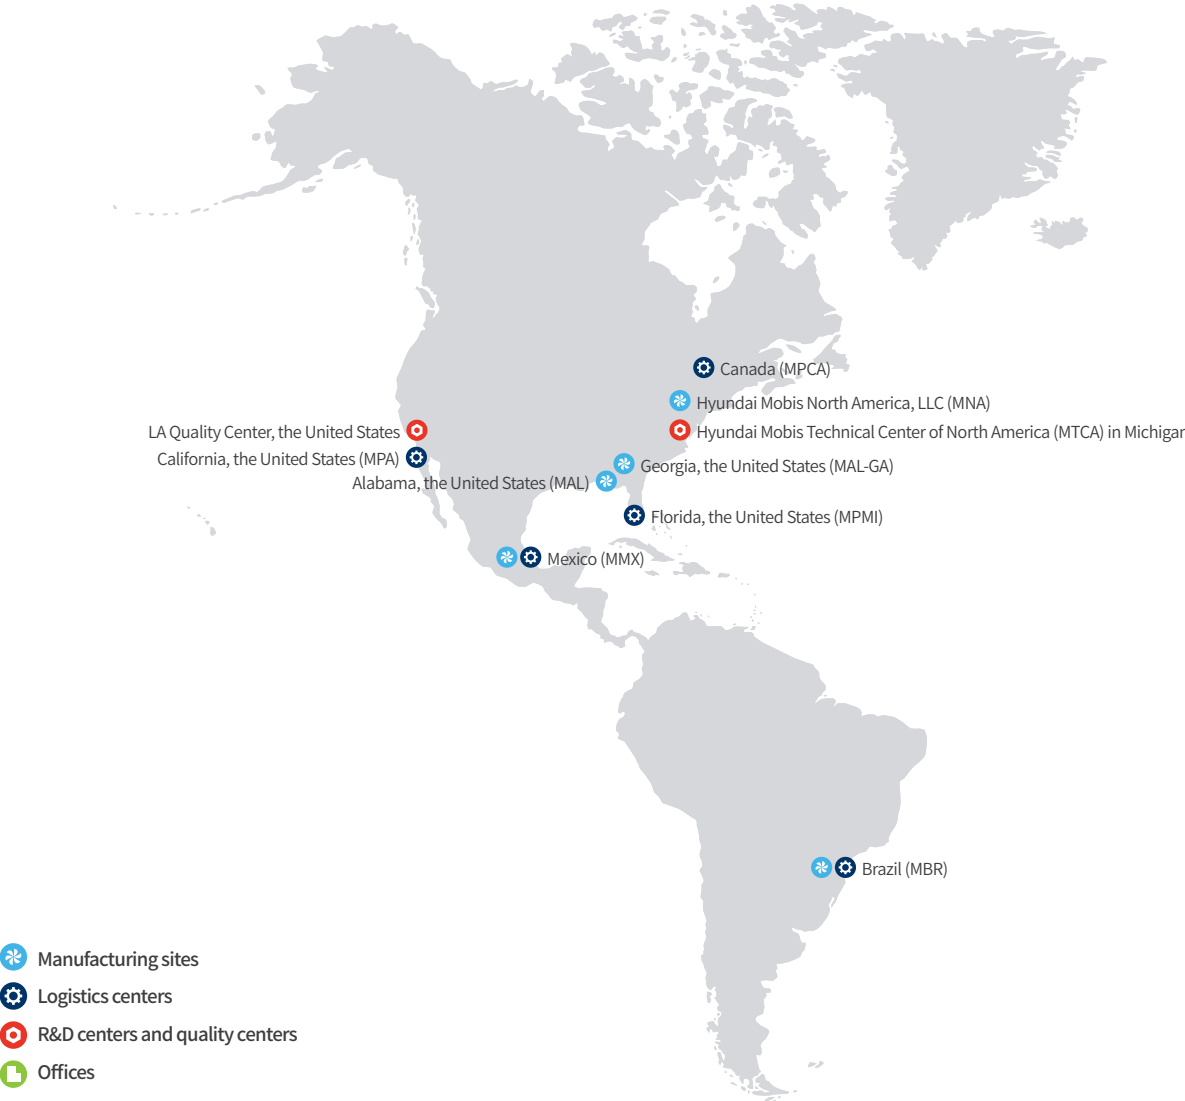 Canada (MPCA)
Hyundai Mobis North America, LLC (MNA)
LA Quality Center, the United States
Hyundai Mobis Technical Center of North America (MTCA) in Michigar
California, the United States (MPA)
Georgia, the United States (MAL-GA)
Alabama, the United States (MAL)
Florida, the United States (MPMI)
Mexico (MMX)
Brazil (MBR)
Manufacturing sites
Logistics centers
R&D centers and quality centers
Offices